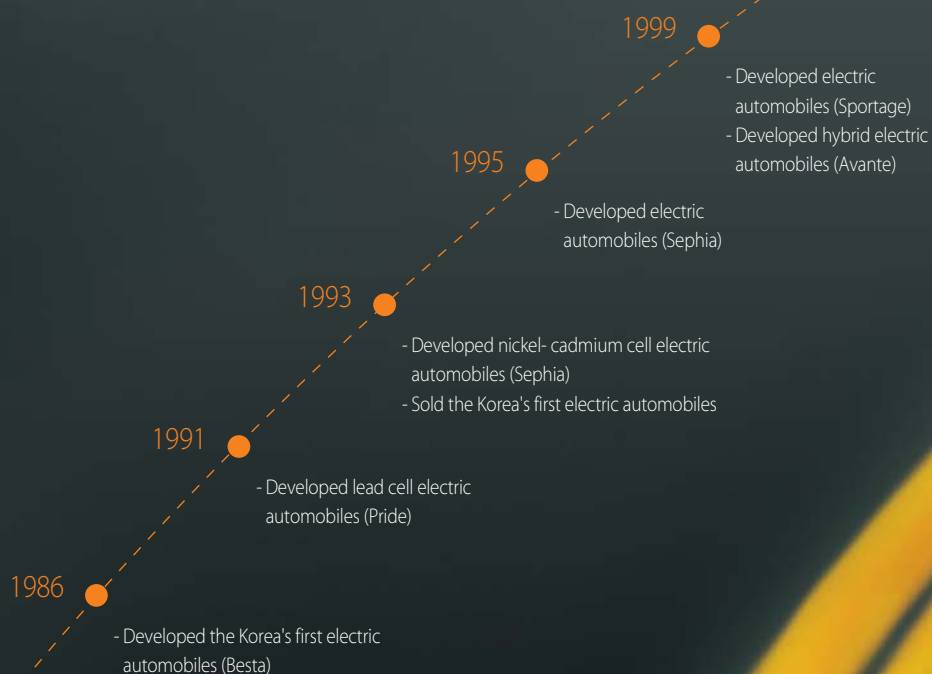 1999
- Developed electric
automobiles (Sportage)
- Developed hybrid electric
automobiles (Avante)
1995
- Developed electric
automobiles (Sephia)
1993
- Developed nickel- cadmium cell electric
automobiles (Sephia)
- Sold the Korea's first electric automobiles
1991
- Developed lead cell electric
automobiles (Pride)
1986
- Developed the Korea's first electric
automobiles (Besta)